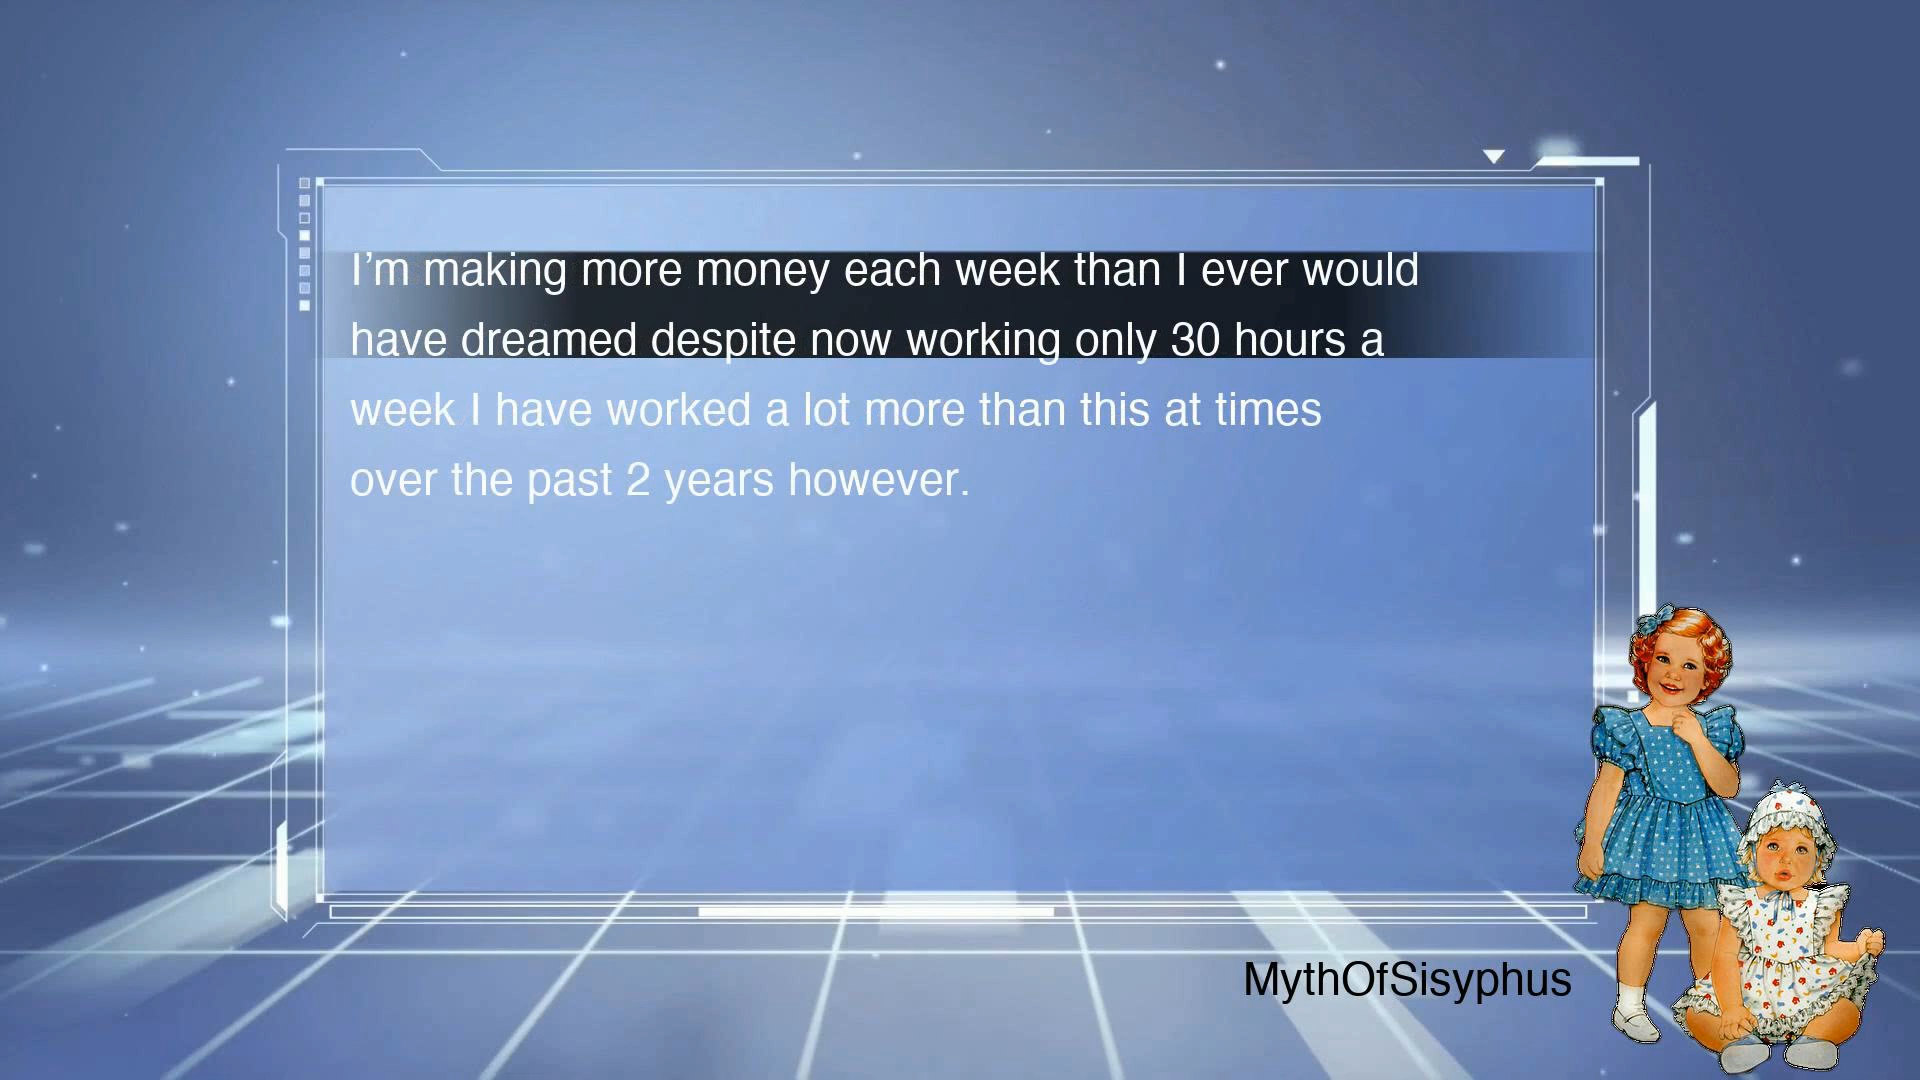 I’m making more money each week than I ever would
have dreamed despite now working only 30 hours a
week I have worked a lot more than this at times
over the past 2 years however.
MythOfSisyphus